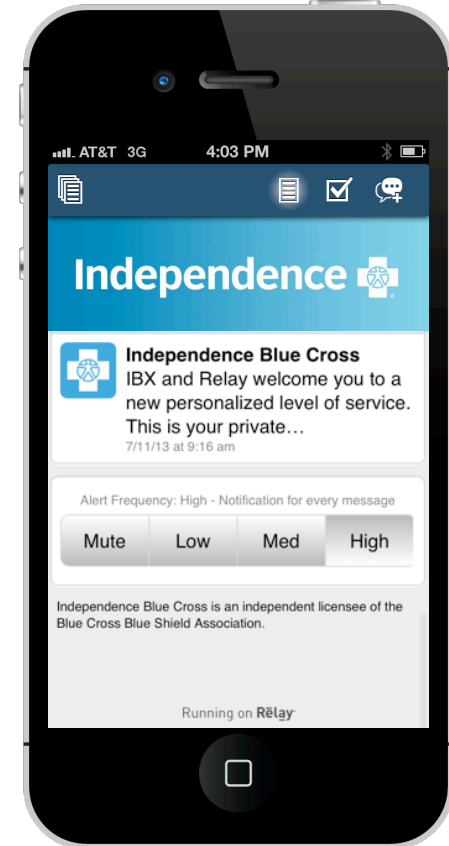 AT&T 3G 4:03 PM
Independence
Independence Blue Cross
IBX and Relay welcome you to a
new personalized level of service.
This is your private…
7/11/13 at 9:16 am
Alert Frequency: High - Notification for every message
Mute Low Med High
Independence Blue Cross is an independent licensee of the
Blue Cross Blue Shield Association.
Running on Rēlay